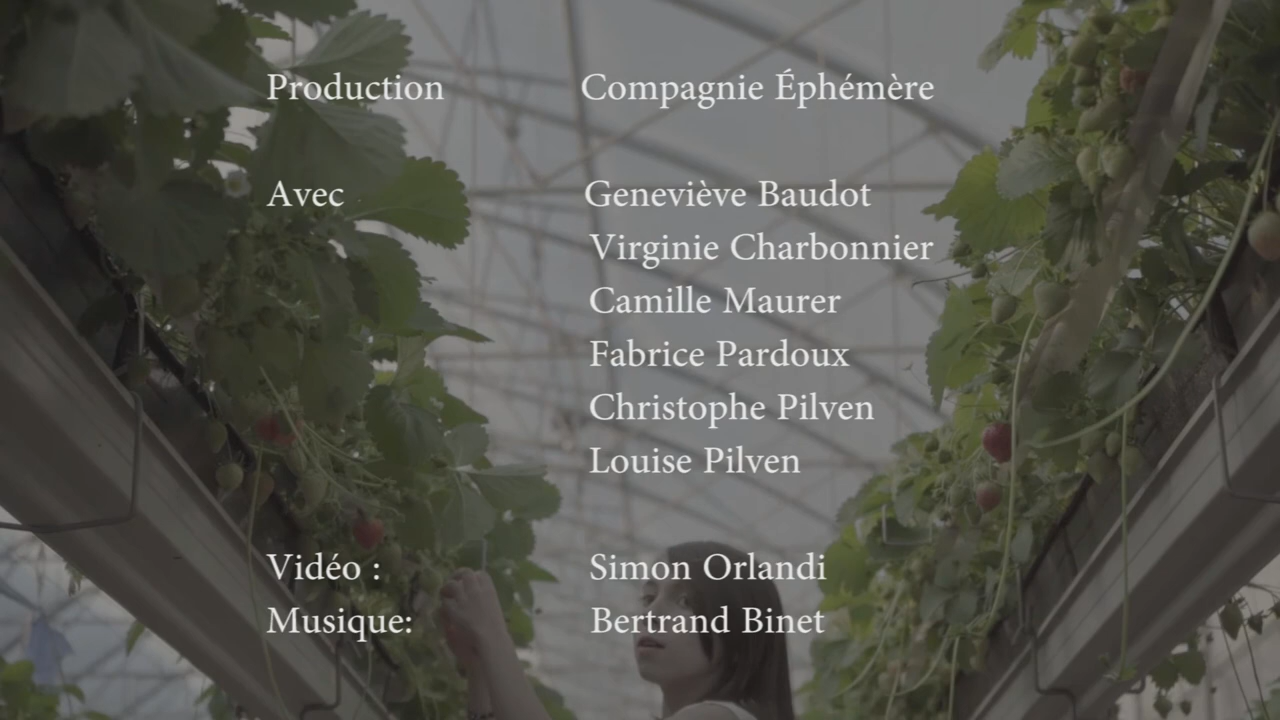 Production Compagnie Éphémère
Avec Geneviève Baudot
Virginie Charbonnier
Camille Maurer
Fabrice Pardoux
Christophe Pilven
Louise Pilven
Vidéo : Simon Orlandi
Musique: Bertrand Binet